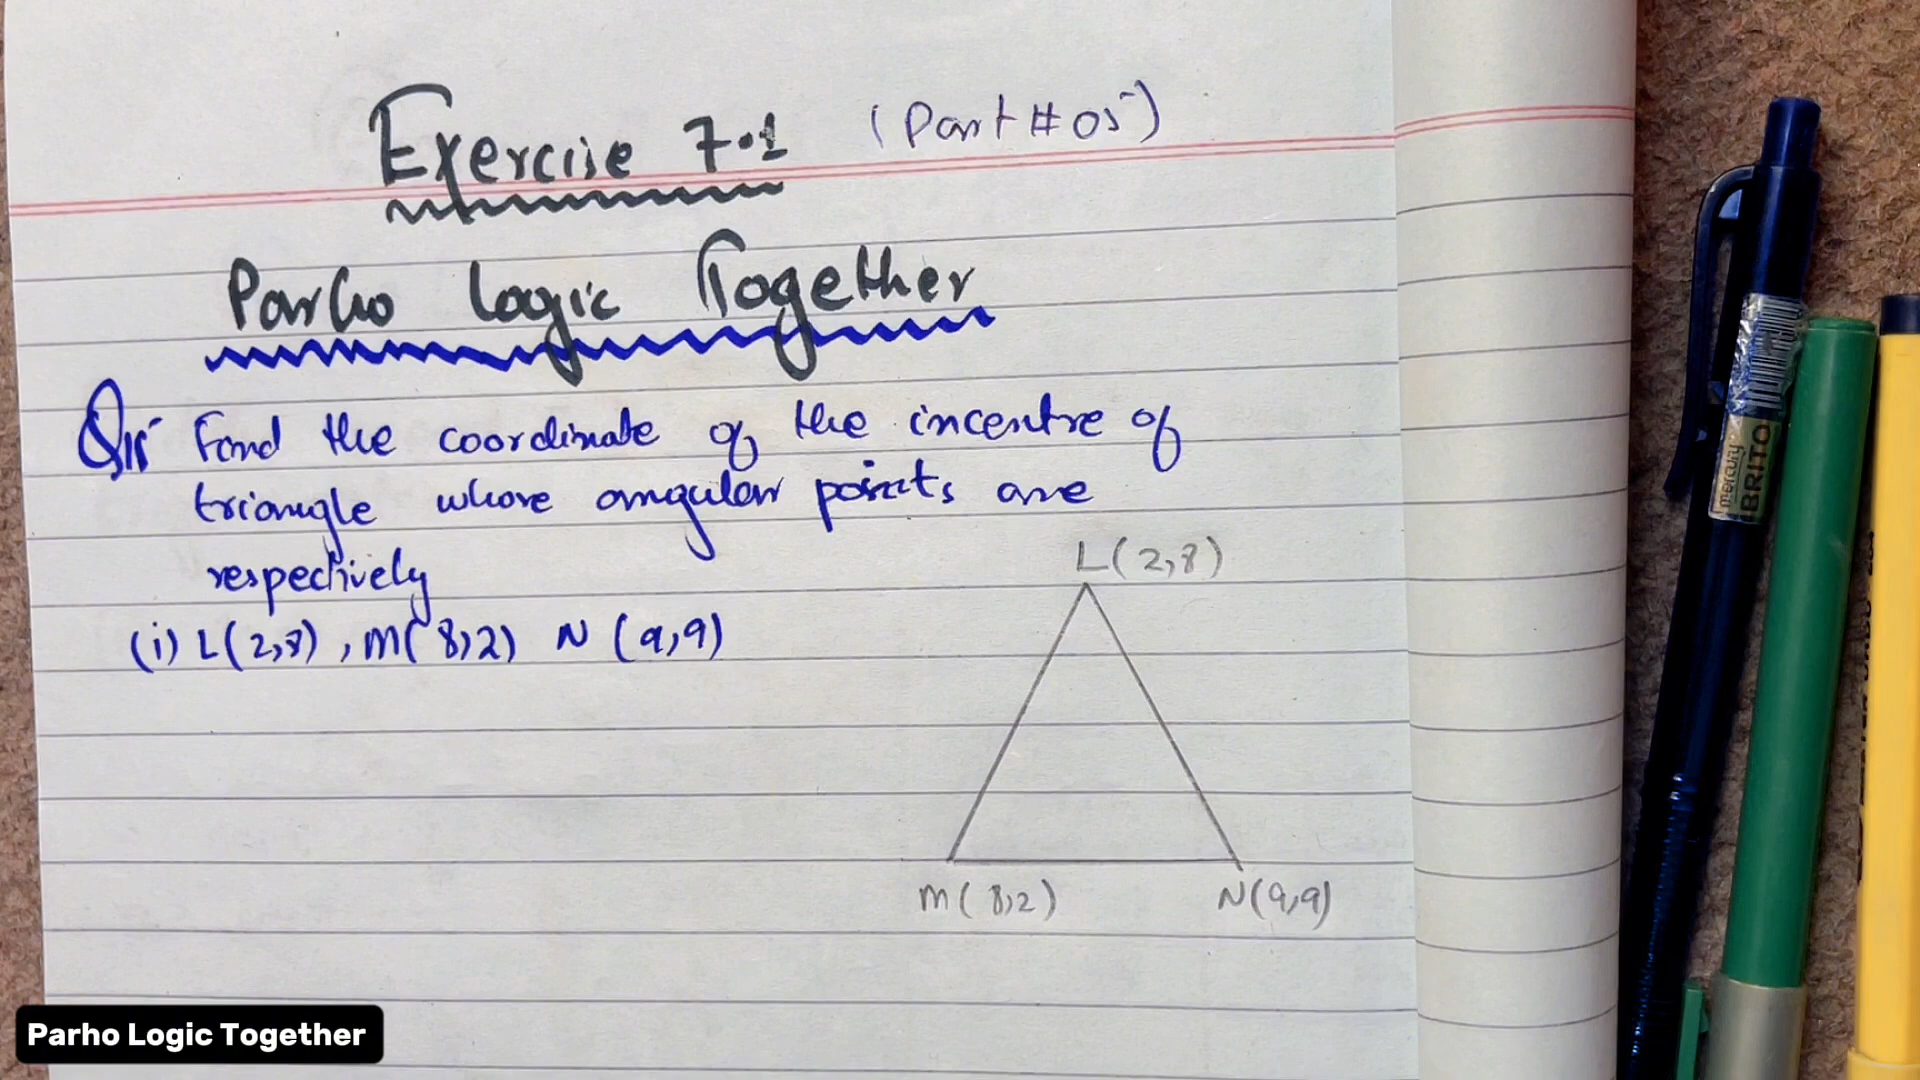 Exercise 7.1 (Part # 05)
Parho Logic Together
Q15 Find the coordinate of the incentre of
triangle whose angular points are
respectively
(i) L(2,8) , M(8,2) N (9,9)
L(2,8)
M(8,2)
N(9,9)
mercury
BRITO
Parho Logic Together